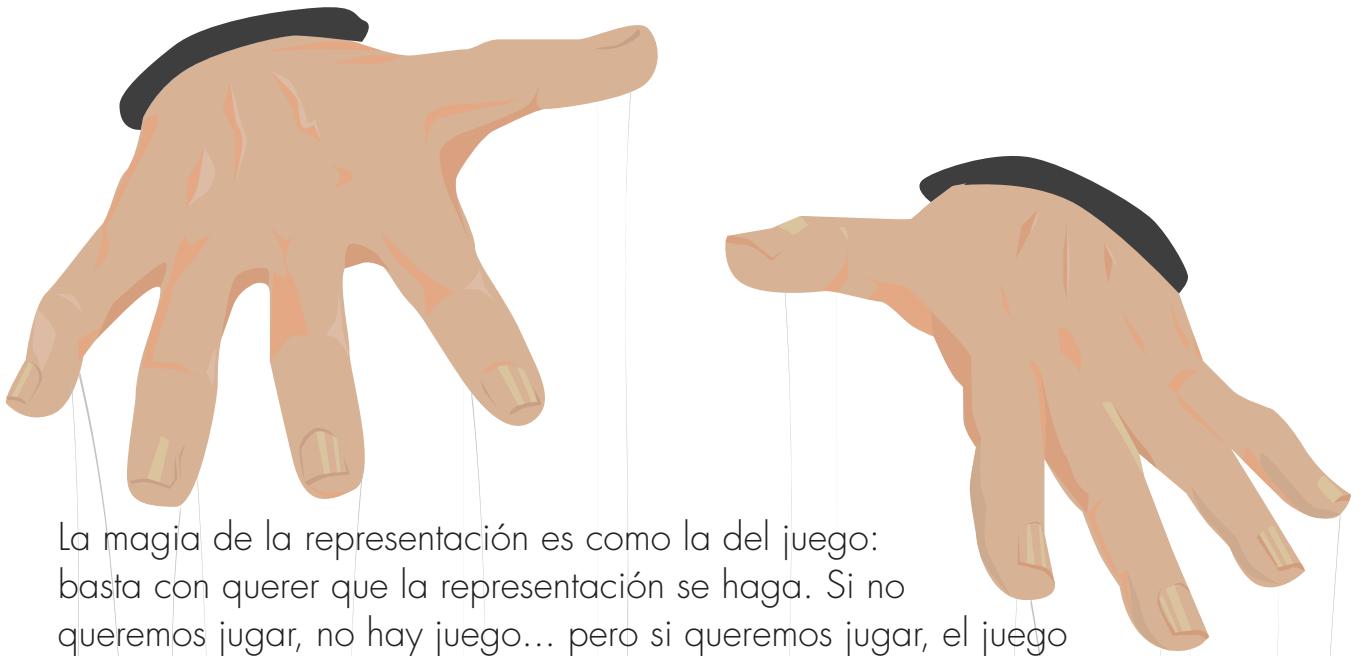 La magia de la representación es como la del juego:
basta con querer que la representación se haga. Si no
queremos jugar, no hay juego... pero si queremos jugar, el juego